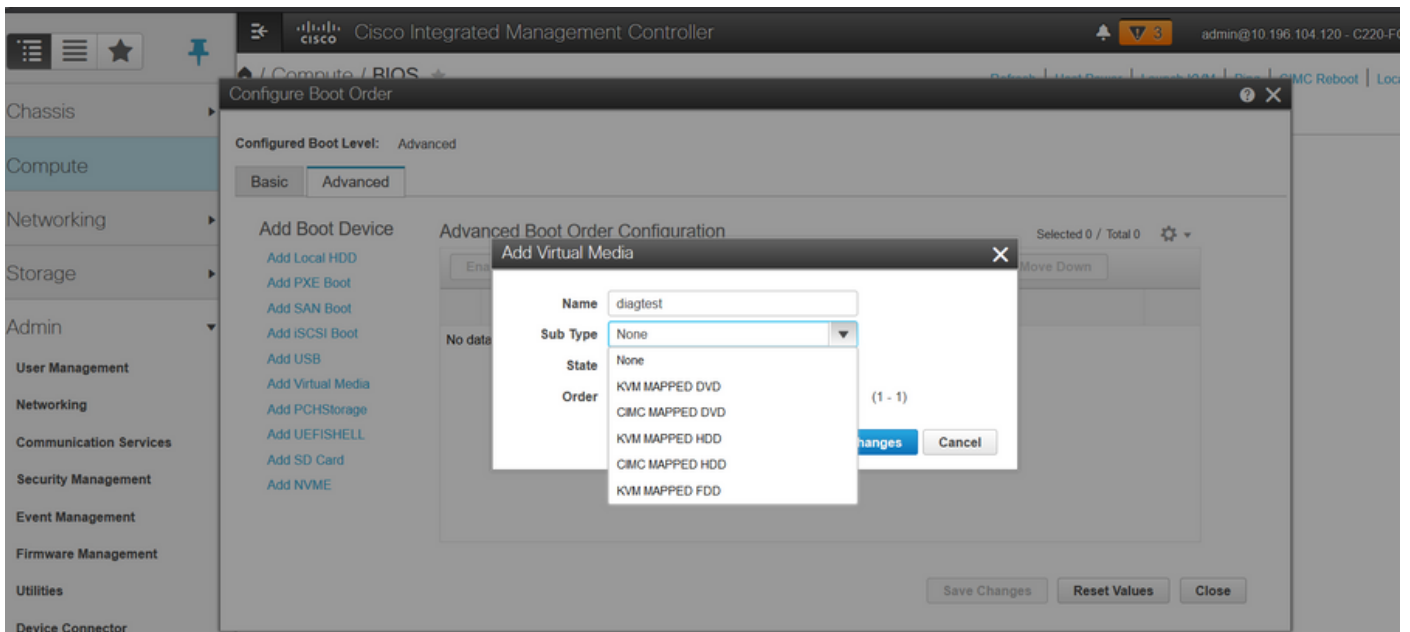 cisco Cisco Integrated Management Controller 3 admin@10.196.104.120 - C220-FC
/ Compute / BIOS
Refresh | Host Power | Launch KVM | Ping | CIMC Reboot | Loca
Configure Boot Order
Chassis
Compute
Networking
Storage
Admin
User Management
Networking
Communication Services
Security Management
Event Management
Firmware Management
Utilities
Device Connector
Configured Boot Level: Advanced
Basic Advanced
Add Boot Device
Add Local HDD
Add PXE Boot
Add SAN Boot
Add iSCSI Boot
Add USB
Add Virtual Media
Add PCHStorage
Add UEFISHELL
Add SD Card
Add NVME
Advanced Boot Order Configuration Selected 0 / Total 0
Ena Move Down
No data
Add Virtual Media
Name diagtest
Sub Type None
State
Order (1 - 1)
None
KVM MAPPED DVD
CIMC MAPPED DVD
KVM MAPPED HDD
CIMC MAPPED HDD
KVM MAPPED FDD
hanges Cancel
Save Changes Reset Values Close